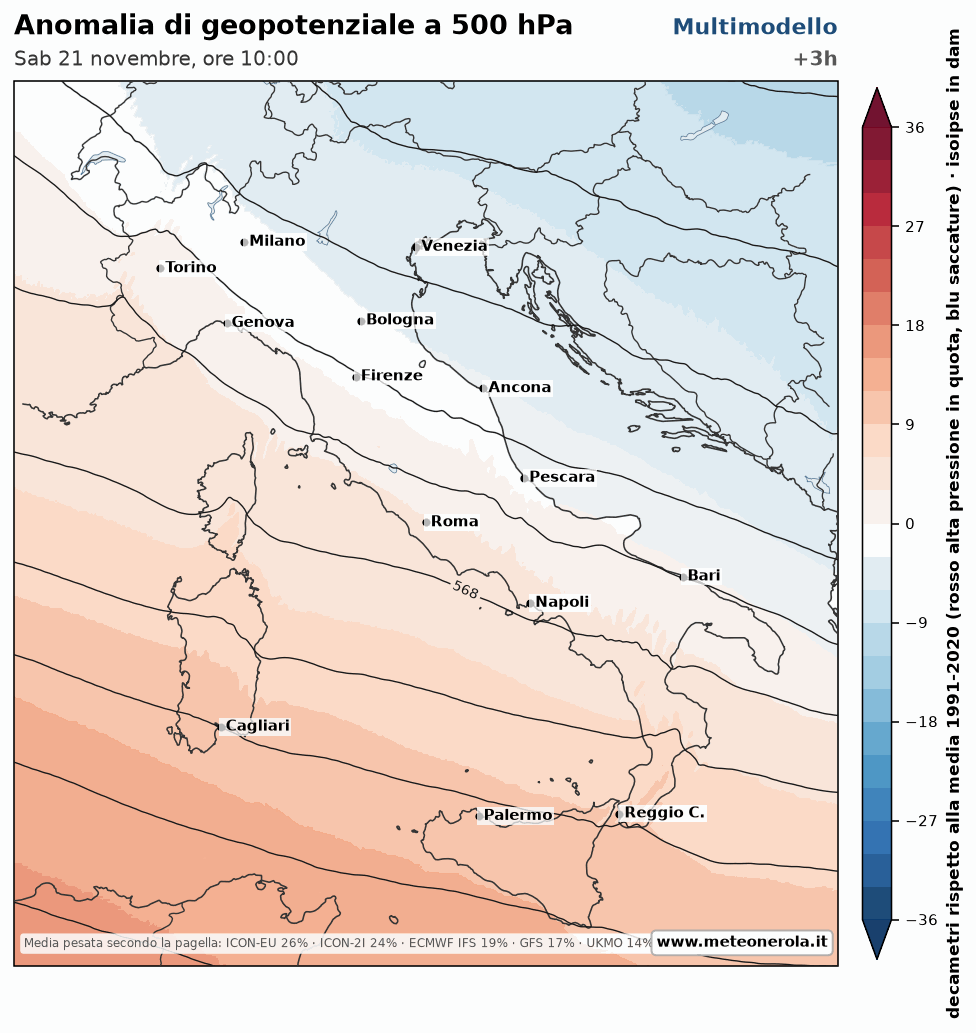 Anomalia di geopotenziale a 500 hPa
Multimodello
Sab 21 novembre, ore 10:00
+3h
Milano
Venezia
Torino
Genova
Bologna
Firenze
Ancona
Pescara
Roma
Bari
568
Napoli
Cagliari
Palermo
Reggio C.
Media pesata secondo la pagella: ICON-EU 26% · ICON-2I 24% · ECMWF IFS 19% · GFS 17% · UKMO 14%
www.meteonerola.it
36
27
18
9
0
−9
−18
−27
−36
decametri rispetto alla media 1991-2020 (rosso alta pressione in quota, blu saccature) · isoipse in dam